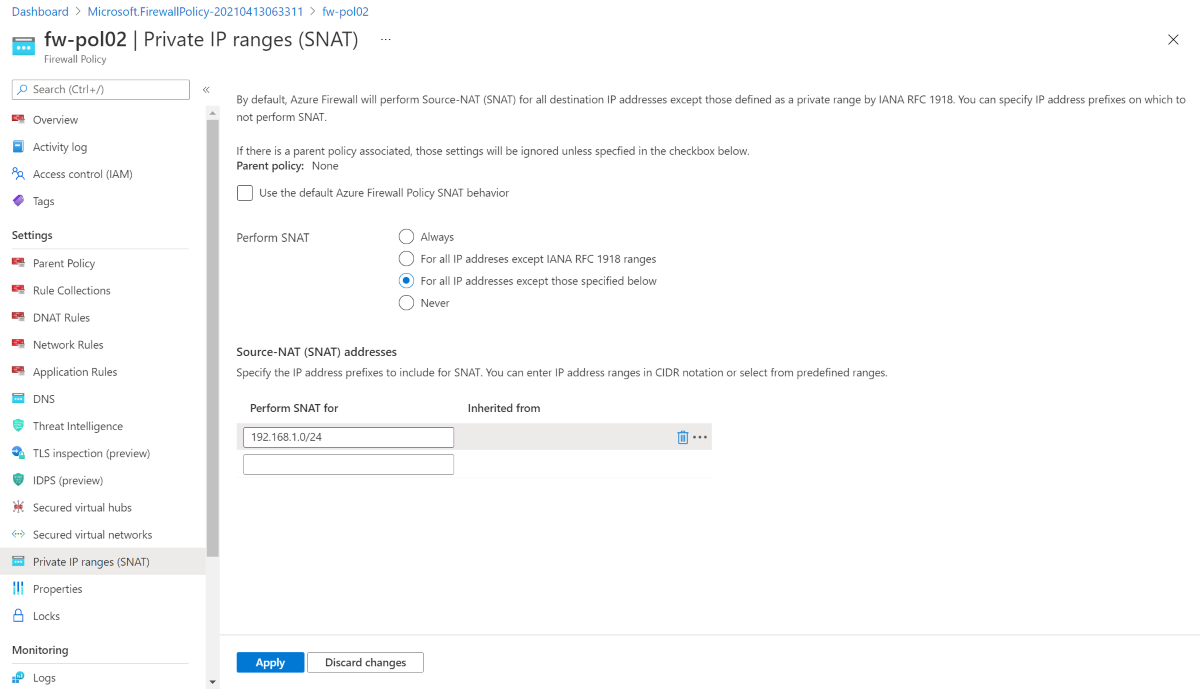 Dashboard > Microsoft.FirewallPolicy-20210413063311 > fw-pol02
fw-pol02 | Private IP ranges (SNAT) ...
Firewall Policy
Search (Ctrl+/)
«
Overview
Activity log
Access control (IAM)
Tags
Settings
Parent Policy
Rule Collections
DNAT Rules
Network Rules
Application Rules
DNS
Threat Intelligence
TLS inspection (preview)
IDPS (preview)
Secured virtual hubs
Secured virtual networks
Private IP ranges (SNAT)
Properties
Locks
Monitoring
Logs
By default, Azure Firewall will perform Source-NAT (SNAT) for all destination IP addresses except those defined as a private range by IANA RFC 1918. You can specify IP address prefixes on which to
not perform SNAT.
If there is a parent policy associated, those settings will be ignored unless specfied in the checkbox below.
Parent policy: None
Use the default Azure Firewall Policy SNAT behavior
Perform SNAT
Always
For all IP addreses except IANA RFC 1918 ranges
For all IP addresses except those specified below
Never
Source-NAT (SNAT) addresses
Specify the IP address prefixes to include for SNAT. You can enter IP address ranges in CIDR notation or select from predefined ranges.
Perform SNAT for Inherited from
192.168.1.0/24
Apply Discard changes